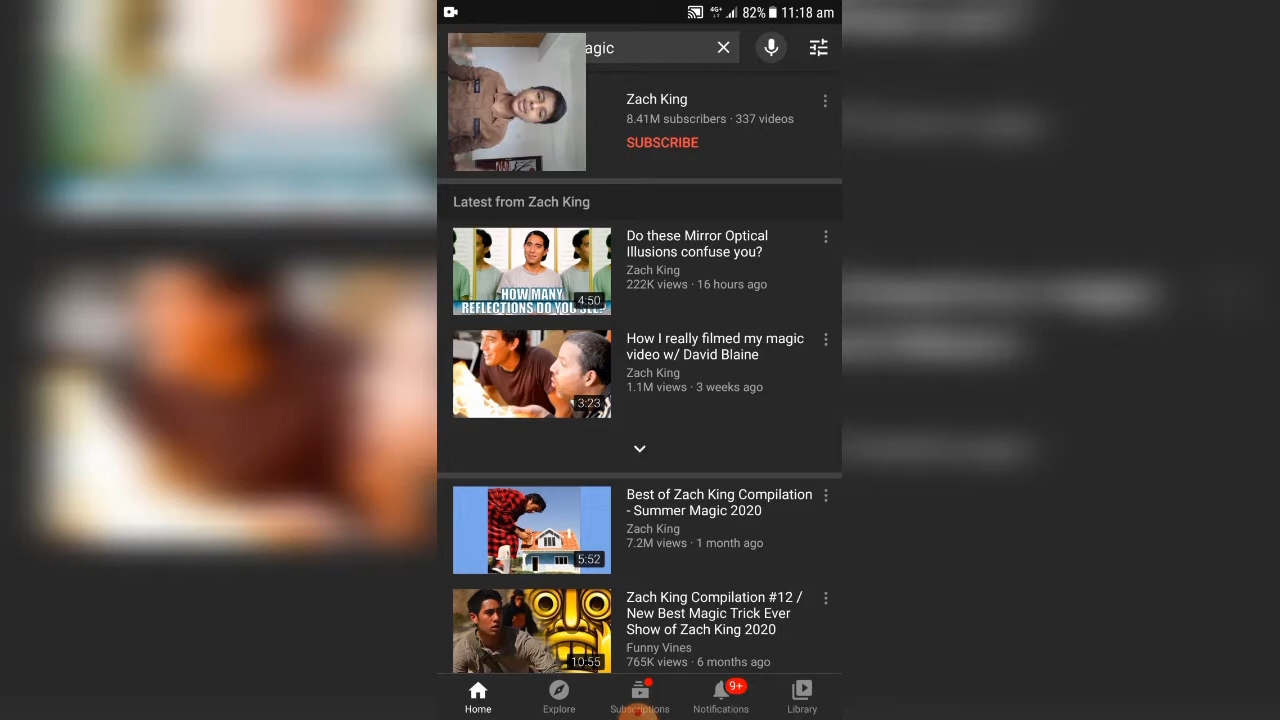 82% 11:18 am
agic
Zach King
8.41M subscribers · 337 videos
SUBSCRIBE
Latest from Zach King
Do these Mirror Optical
Illusions confuse you?
Zach King
222K views · 16 hours ago
HOW MANY
REFLECTIONS DO YOU SEE?
4:50
How I really filmed my magic
video w/ David Blaine
Zach King
1.1M views · 3 weeks ago
3:23
Best of Zach King Compilation
- Summer Magic 2020
Zach King
7.2M views · 1 month ago
5:52
Zach King Compilation #12 /
New Best Magic Trick Ever
Show of Zach King 2020
Funny Vines
765K views · 6 months ago
10:55
9+
Home Explore Subscriptions Notifications Library